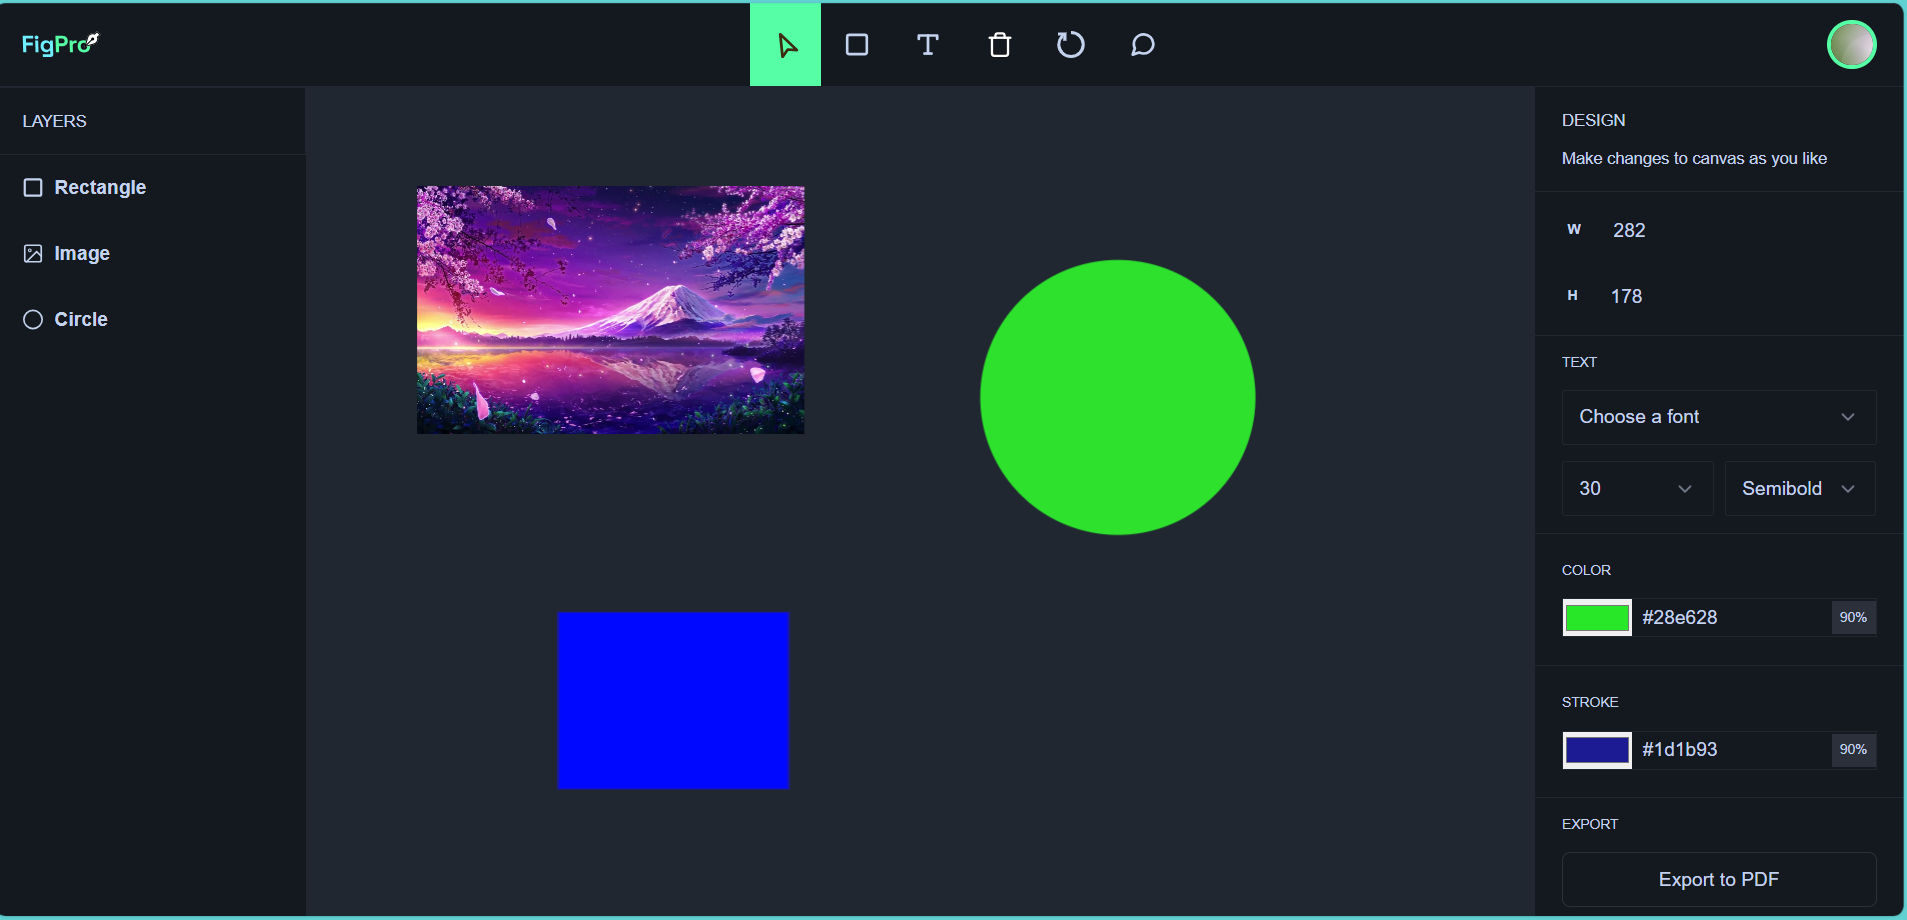 FigPro
LAYERS
Rectangle
Image
Circle
DESIGN
Make changes to canvas as you like
W 282
H 178
TEXT
Choose a font
30 Semibold
COLOR
#28e628 90%
STROKE
#1d1b93 90%
EXPORT
Export to PDF